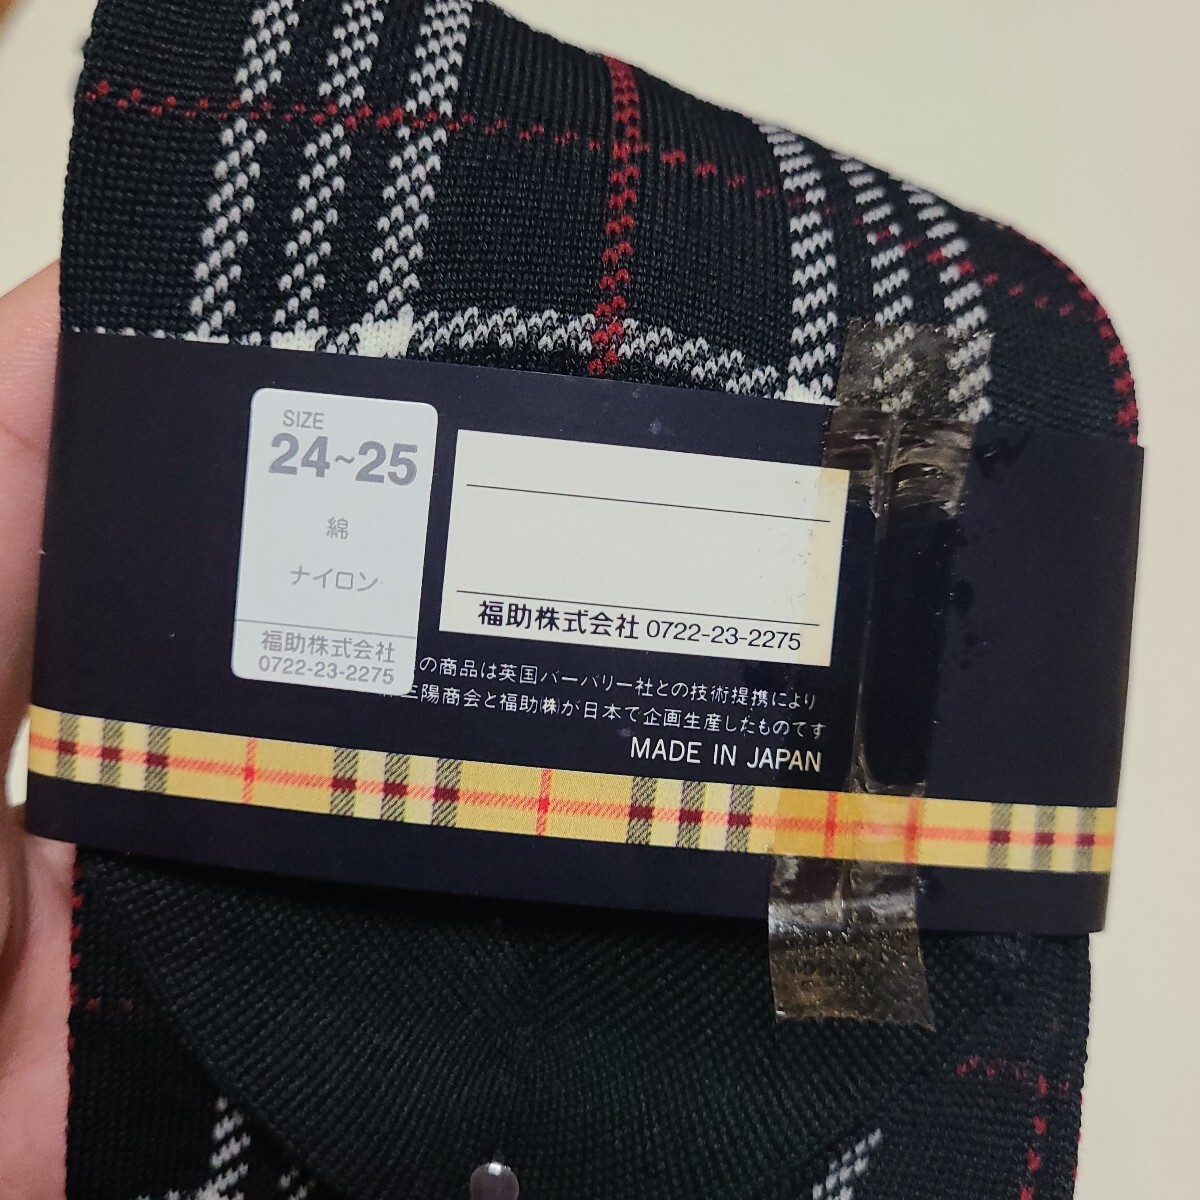 SIZE
24~25
綿
ナイロン
福助株式会社
0722-23-2275
福助株式会社 0722-23-2275
の商品は英国バーバリー社との技術提携により
三陽商会と福助㈱が日本で企画生産したものです
MADE IN JAPAN